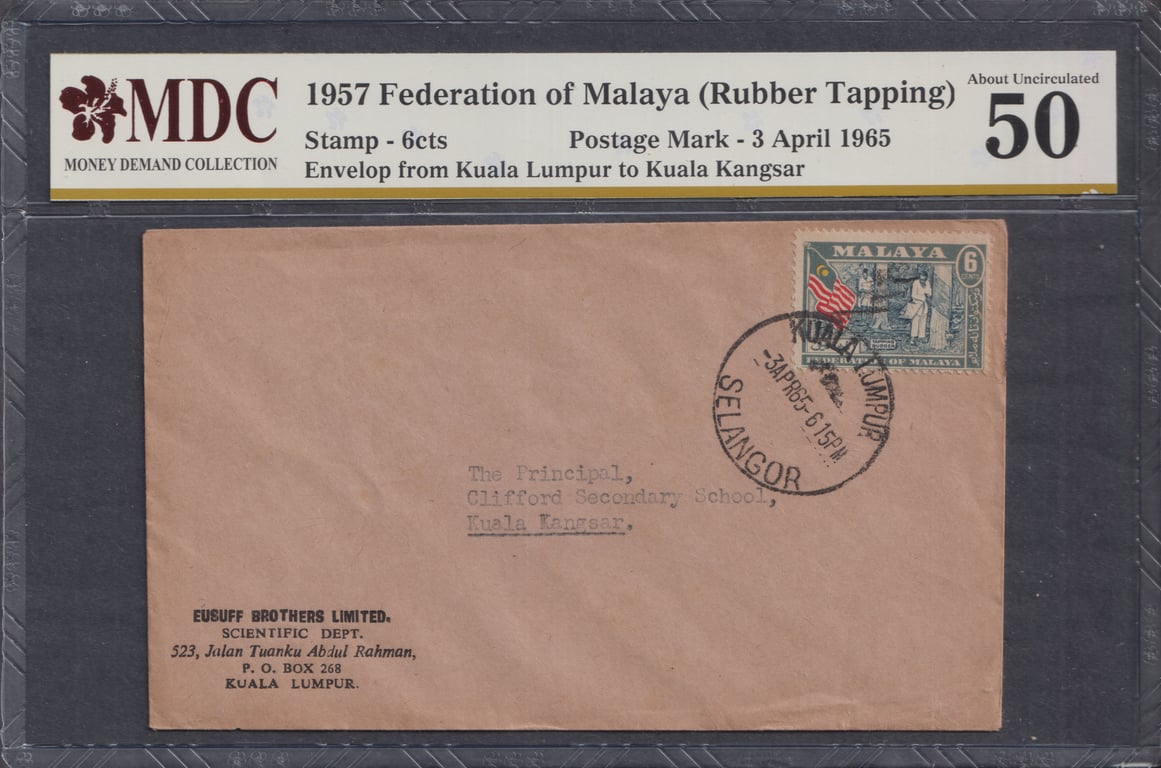 MDC
MONEY DEMAND COLLECTION
1957 Federation of Malaya (Rubber Tapping)
Stamp - 6cts Postage Mark - 3 April 1965
Envelop from Kuala Lumpur to Kuala Kangsar
About Uncirculated
50
MALAYA
6
CENTS
FEDERATION OF MALAYA
KUALA LUMPUR
-3APR65-615PM
SELANGOR
The Principal,
Clifford Secondary School,
Kuala Kangsar.
EUSUFF BROTHERS LIMITED.
SCIENTIFIC DEPT.
523, Jalan Tuanku Abdul Rahman,
P. O. BOX 268
KUALA LUMPUR.